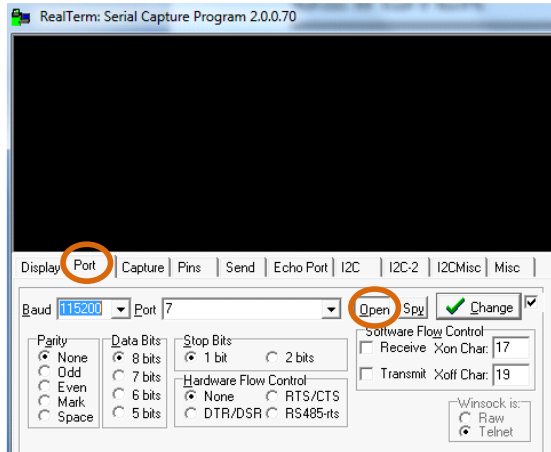 RealTerm: Serial Capture Program 2.0.0.70
Display Port Capture Pins Send Echo Port I2C I2C-2 I2CMisc Misc
Baud 115200 Port 7 Open Spy Change
Parity
None
Odd
Even
Mark
Space
Data Bits
8 bits
7 bits
6 bits
5 bits
Stop Bits
1 bit 2 bits
Hardware Flow Control
None RTS/CTS
DTR/DSR RS485-rts
Software Flow Control
Receive Xon Char: 17
Transmit Xoff Char: 19
Winsock is:
Raw
Telnet